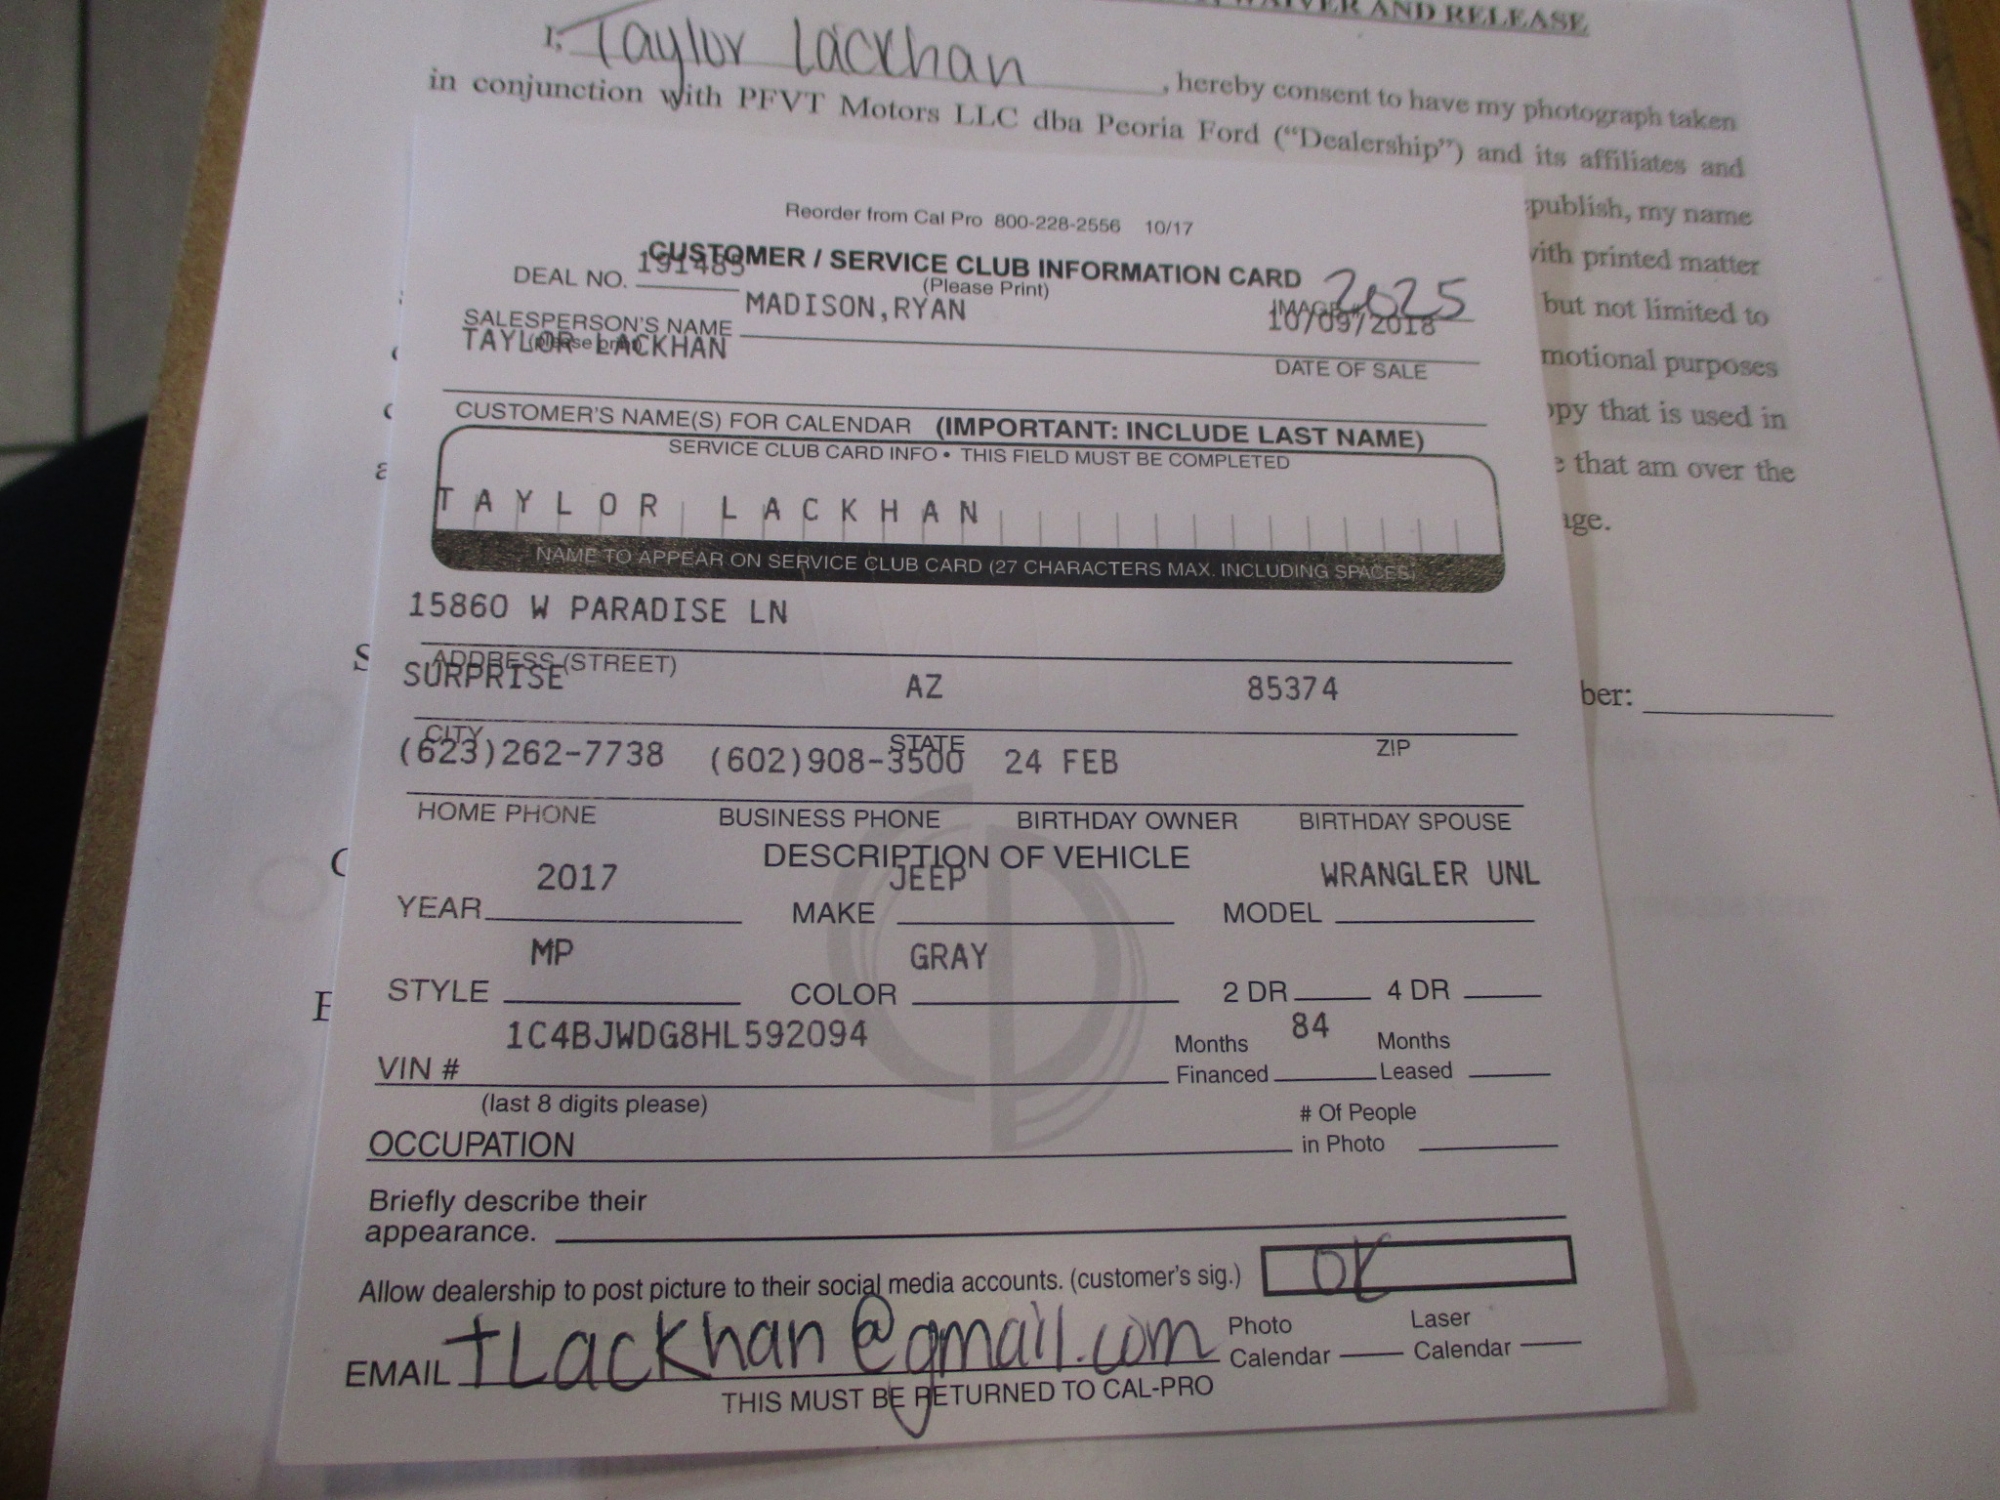 WAIVER AND RELEASE
I, Taylor Lackhan, hereby consent to have my photograph taken
in conjunction with PFVT Motors LLC dba Peoria Ford ("Dealership") and its affiliates and
publish, my name
with printed matter
but not limited to
that is used in
that am over the
Reorder from Cal Pro 800-228-2556 10/17
CUSTOMER / SERVICE CLUB INFORMATION CARD
(Please Print)
DEAL NO. 191485
IMAGE # 2025
SALESPERSON'S NAME MADISON,RYAN
(please print)
10/09/2018
DATE OF SALE
TAYLOR LACKHAN
CUSTOMER'S NAME(S) FOR CALENDAR (IMPORTANT: INCLUDE LAST NAME)
SERVICE CLUB CARD INFO • THIS FIELD MUST BE COMPLETED
TAYLOR LACKHAN
NAME TO APPEAR ON SERVICE CLUB CARD (27 CHARACTERS MAX. INCLUDING SPACES)
15860 W PARADISE LN
ADDRESS (STREET)
SURPRISE AZ 85374
CITY STATE ZIP
(623)262-7738 (602)908-3500 24 FEB
HOME PHONE BUSINESS PHONE BIRTHDAY OWNER BIRTHDAY SPOUSE
DESCRIPTION OF VEHICLE
YEAR 2017 MAKE JEEP MODEL WRANGLER UNL
STYLE MP COLOR GRAY 2 DR 4 DR
VIN # 1C4BJWDG8HL592094 Months Financed 84 Months Leased
(last 8 digits please)
OCCUPATION # Of People in Photo
Briefly describe their
appearance.
Allow dealership to post picture to their social media accounts. (customer's sig.) OK
EMAIL tLackhan@gmail.com Photo Calendar Laser Calendar
THIS MUST BE RETURNED TO CAL-PRO